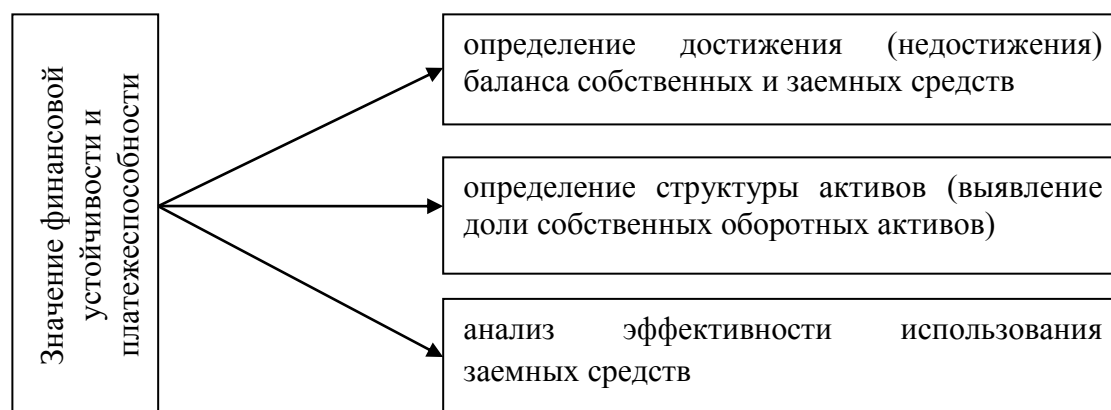 Значение финансовой
устойчивости и
платежеспособности
определение достижения (недостижения)
баланса собственных и заемных средств
определение структуры активов (выявление
доли собственных оборотных активов)
анализ эффективности использования
заемных средств